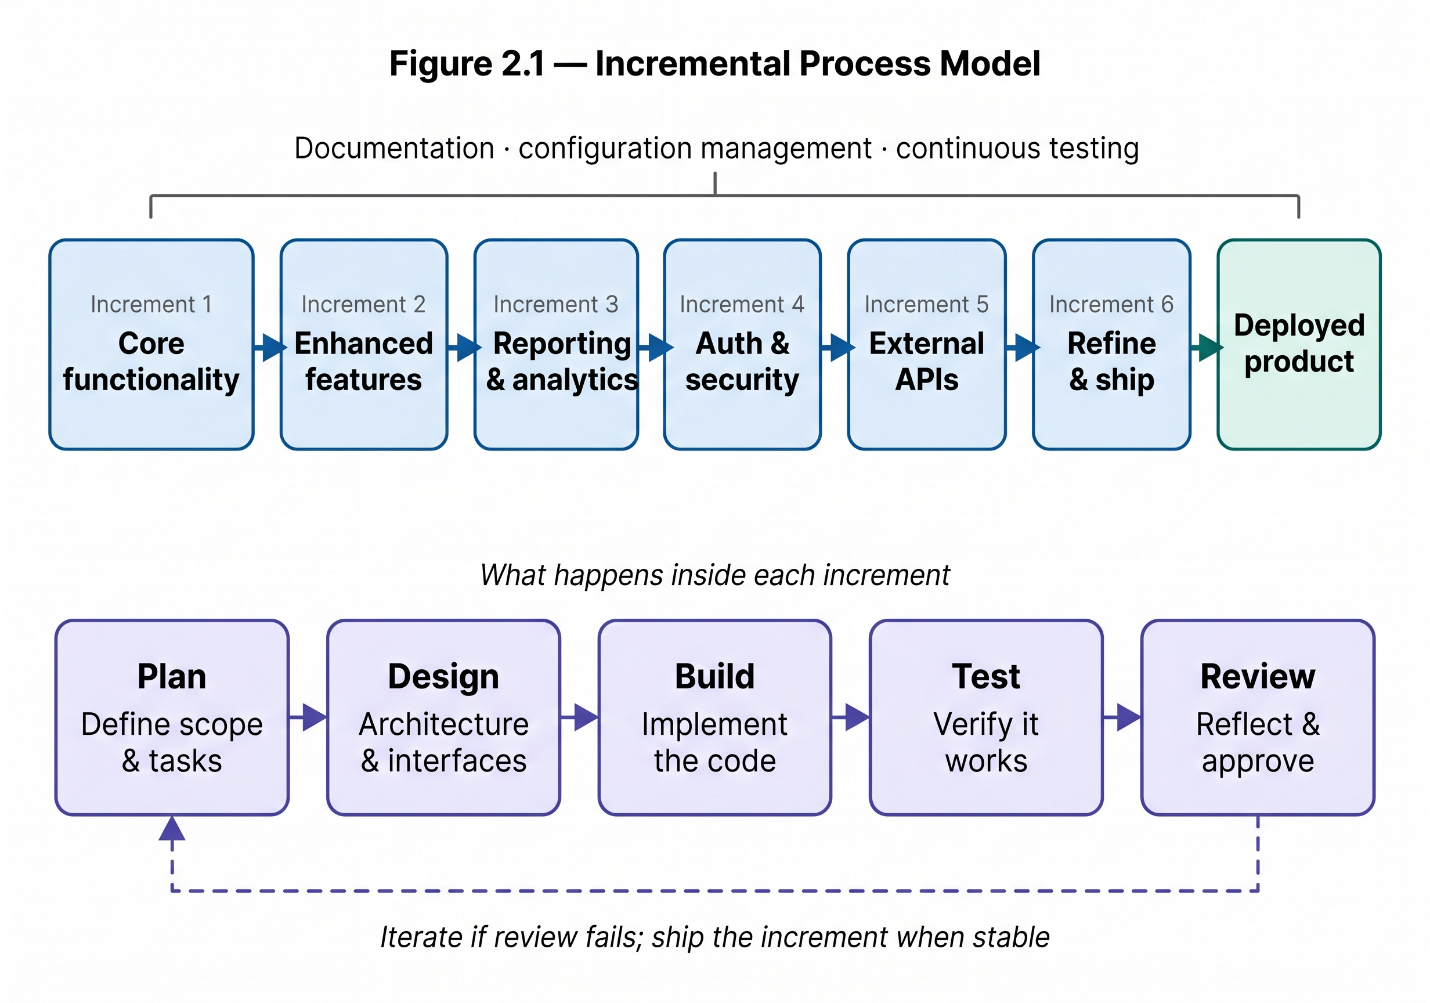 Figure 2.1 — Incremental Process Model
Documentation · configuration management · continuous testing
Increment 1
Core
functionality
Increment 2
Enhanced
features
Increment 3
Reporting
& analytics
Increment 4
Auth &
security
Increment 5
External
APIs
Increment 6
Refine
& ship
Deployed
product
What happens inside each increment
Plan
Define scope
& tasks
Design
Architecture
& interfaces
Build
Implement
the code
Test
Verify it
works
Review
Reflect &
approve
Iterate if review fails; ship the increment when stable